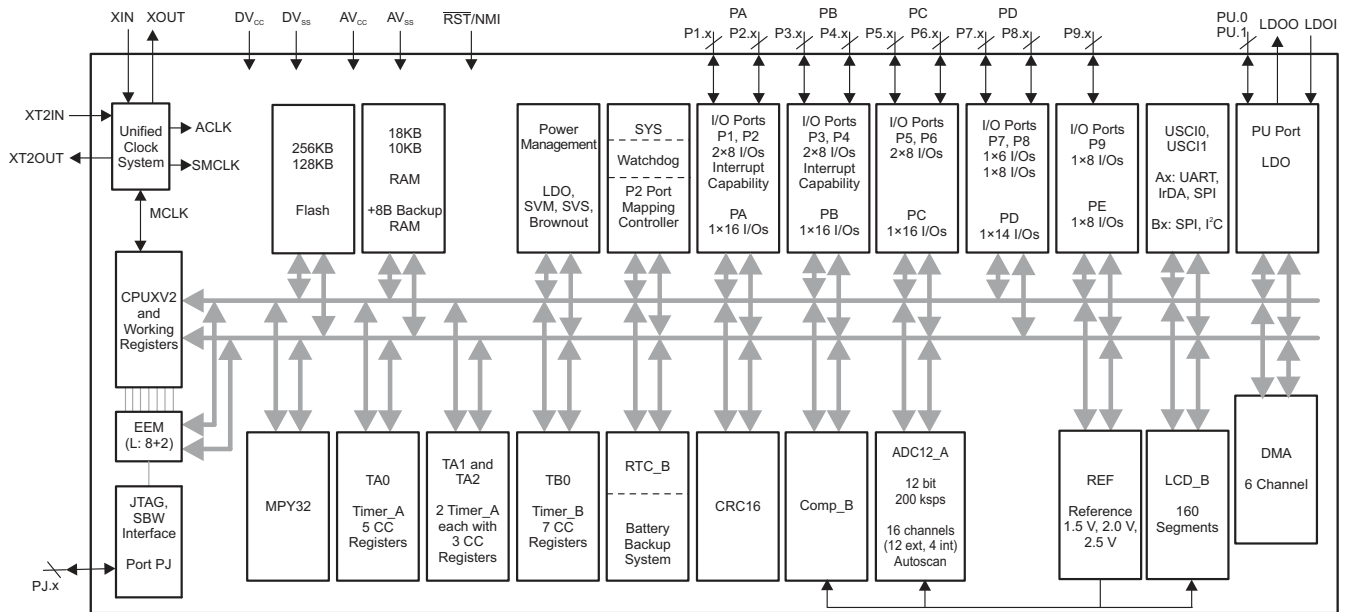 XIN XOUT DVCC DVSS AVCC AVSS RST/NMI PA PB PC PD PU.0 LDOO LDOI
P1.x P2.x P3.x P4.x P5.x P6.x P7.x P8.x P9.x PU.1
XT2IN
XT2OUT
Unified
Clock
System
ACLK
SMCLK
MCLK
256KB
128KB
Flash
18KB
10KB
RAM
+8B Backup
RAM
Power
Management
LDO,
SVM, SVS,
Brownout
SYS
Watchdog
P2 Port
Mapping
Controller
I/O Ports
P1, P2
2×8 I/Os
Interrupt
Capability
PA
1×16 I/Os
I/O Ports
P3, P4
2×8 I/Os
Interrupt
Capability
PB
1×16 I/Os
I/O Ports
P5, P6
2×8 I/Os
PC
1×16 I/Os
I/O Ports
P7, P8
1×6 I/Os
1×8 I/Os
PD
1×14 I/Os
I/O Ports
P9
1×8 I/Os
PE
1×8 I/Os
USCI0,
USCI1
Ax: UART,
IrDA, SPI
Bx: SPI, I²C
PU Port
LDO
CPUXV2
and
Working
Registers
EEM
(L: 8+2)
JTAG,
SBW
Interface
Port PJ
PJ.x
MPY32
TA0
Timer_A
5 CC
Registers
TA1 and
TA2
2 Timer_A
each with
3 CC
Registers
TB0
Timer_B
7 CC
Registers
RTC_B
Battery
Backup
System
CRC16
Comp_B
ADC12_A
12 bit
200 ksps
16 channels
(12 ext, 4 int)
Autoscan
REF
Reference
1.5 V, 2.0 V,
2.5 V
LCD_B
160
Segments
DMA
6 Channel